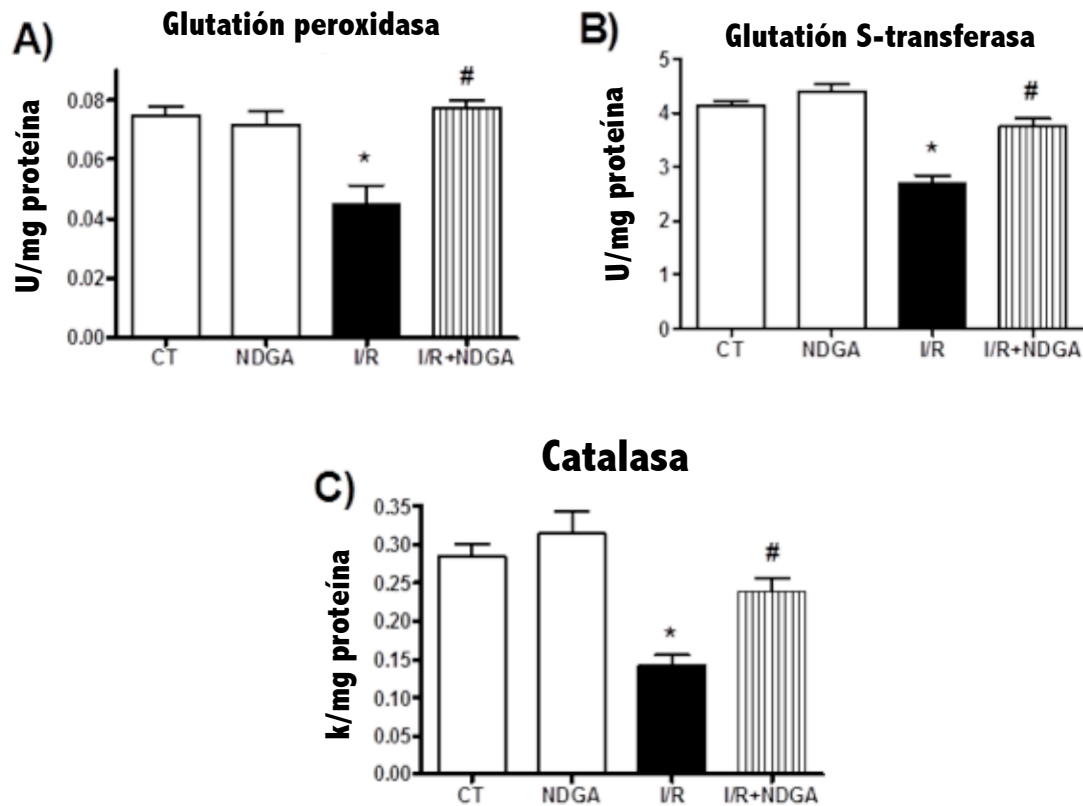 A)
Glutatión peroxidasa
U/mg proteína
0.08
0.06
0.04
0.02
0.00
*
#
CT NDGA I/R I/R+NDGA
B)
Glutatión S-transferasa
U/mg proteína
5
4
3
2
1
0
*
#
CT NDGA I/R I/R+NDGA
C)
Catalasa
k/mg proteína
0.35
0.30
0.25
0.20
0.15
0.10
0.05
0.00
*
#
CT NDGA I/R I/R+NDGA